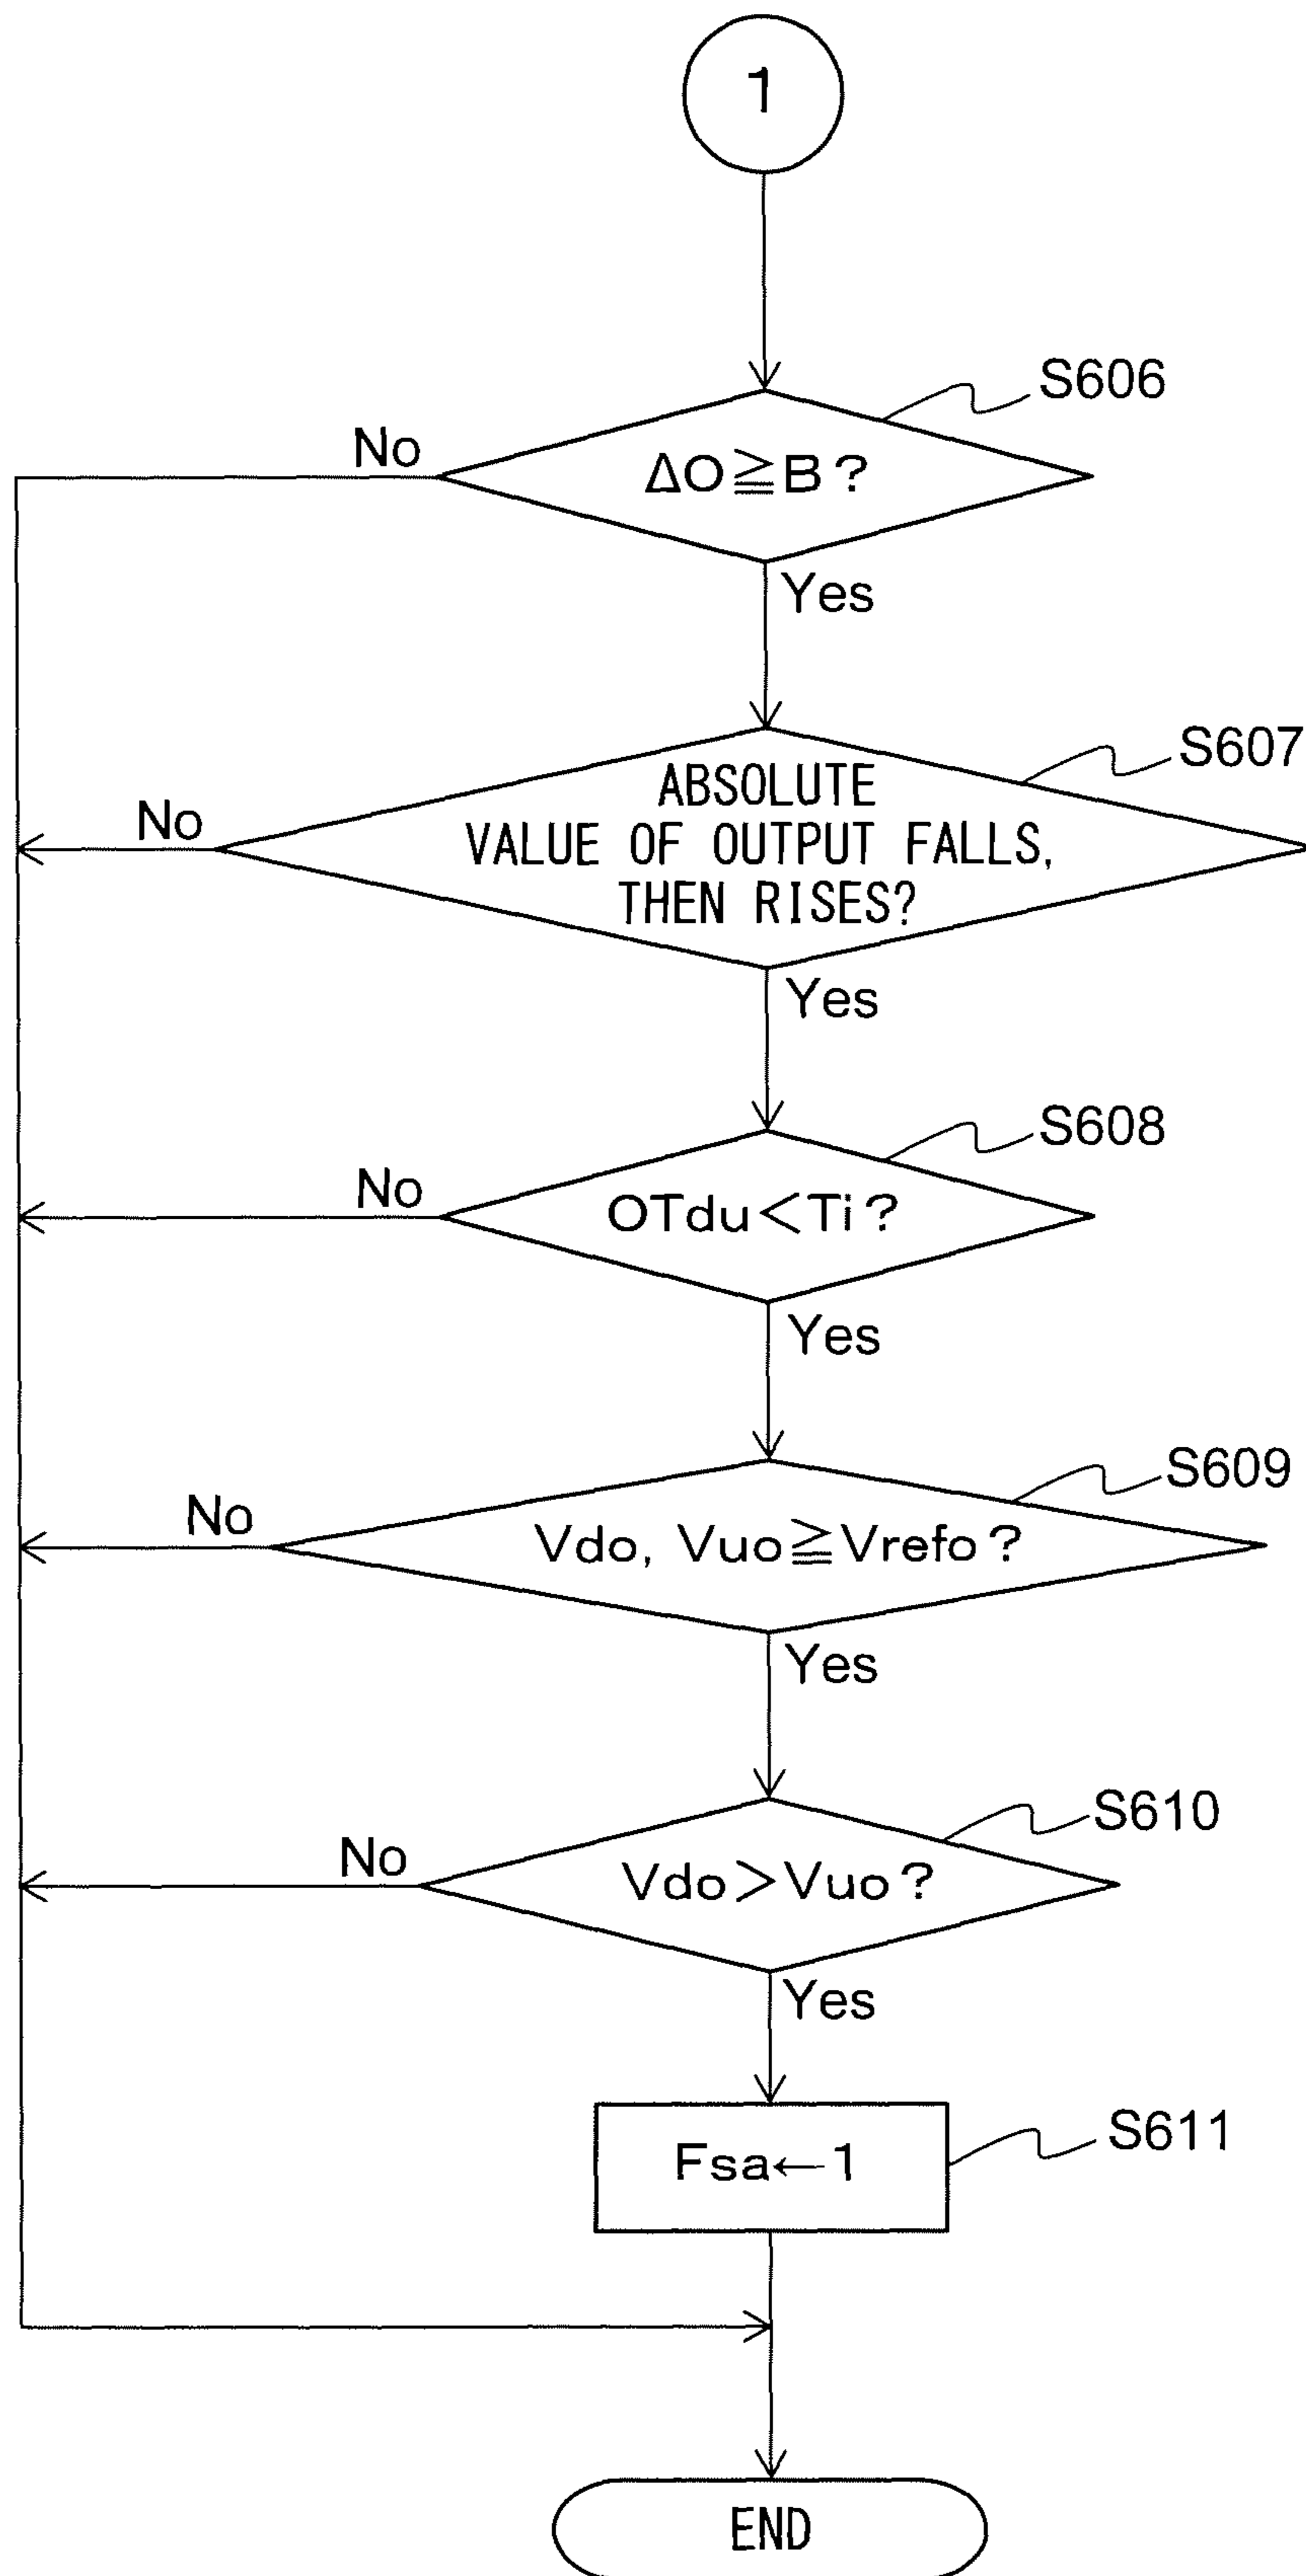 1
S606
No
ΔO≧B?
Yes
S607
No
ABSOLUTE
VALUE OF OUTPUT FALLS,
THEN RISES?
Yes
S608
No
OTdu<Ti?
Yes
S609
No
Vdo, Vuo≧Vrefo?
Yes
S610
No
Vdo>Vuo?
Yes
S611
Fsa←1
END